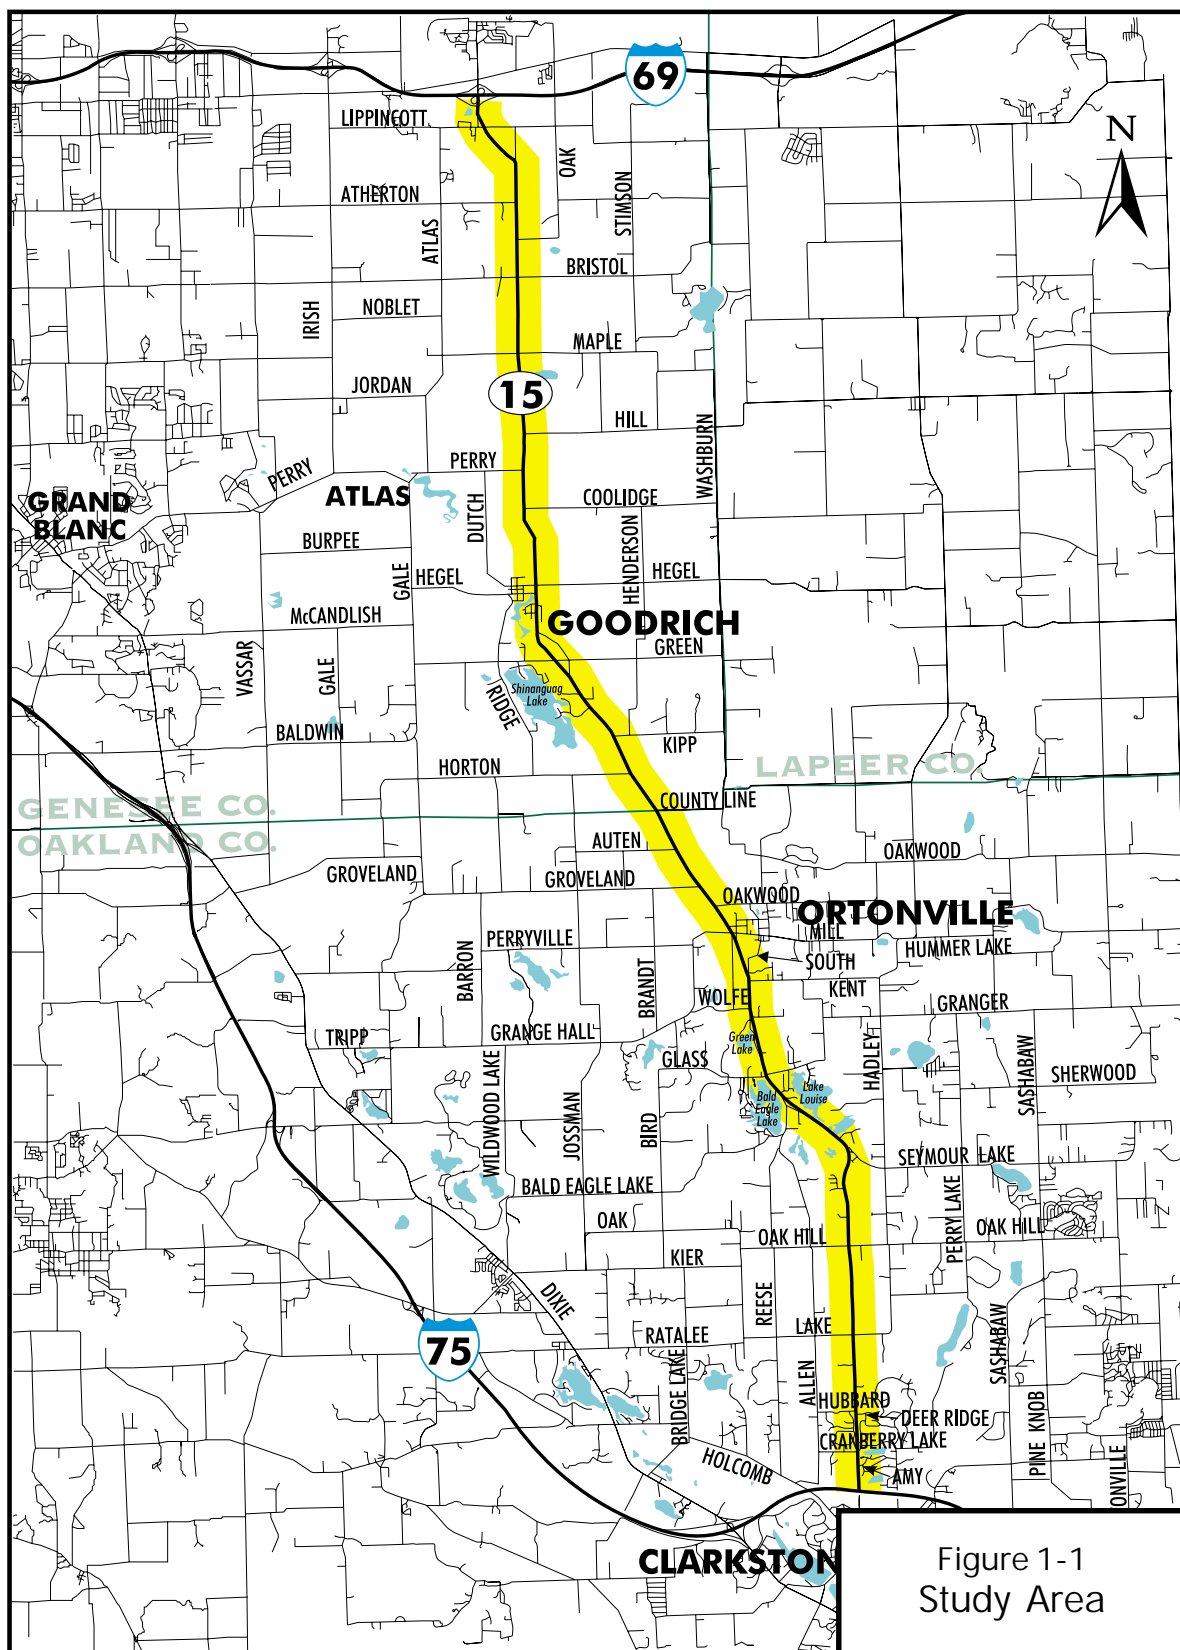 69
N
LIPPINCOTT
OAK
ATHERTON
STIMSON
ATLAS
BRISTOL
NOBLET
IRISH
MAPLE
JORDAN
15
HILL
WASHBURN
PERRY
PERRY
ATLAS
COOLIDGE
GRAND
BLANC
DUTCH
BURPEE
HENDERSON
GALE
HEGEL
HEGEL
McCANDLISH
GOODRICH
GREEN
VASSAR
GALE
RIDGE
Shinanguag
Lake
BALDWIN
KIPP
HORTON
LAPEER CO.
COUNTY LINE
GENESEE CO.
OAKLAND CO.
AUTEN
OAKWOOD
GROVELAND
GROVELAND
OAKWOOD
ORTONVILLE
MILL
PERRYVILLE
HUMMER LAKE
SOUTH
BARRON
BRANDT
KENT
WOLFE
GRANGER
TRIPP
GRANGE HALL
Green
Lake
GLASS
HADLEY
SASHABAW
SHERWOOD
WILDWOOD LAKE
JOSSMAN
BIRD
Bald
Eagle
Lake
Lake
Louise
SEYMOUR LAKE
BALD EAGLE LAKE
PERRY LAKE
OAK
OAK HILL
OAK HILL
KIER
DIXIE
REESE
75
RATALEE
LAKE
SASHABAW
BRIDGE LAKE
ALLEN
HUBBARD
DEER RIDGE
PINE KNOB
CRANBERRY LAKE
ONVILLE
HOLCOMB
AMY
CLARKSTON
Figure 1-1
Study Area